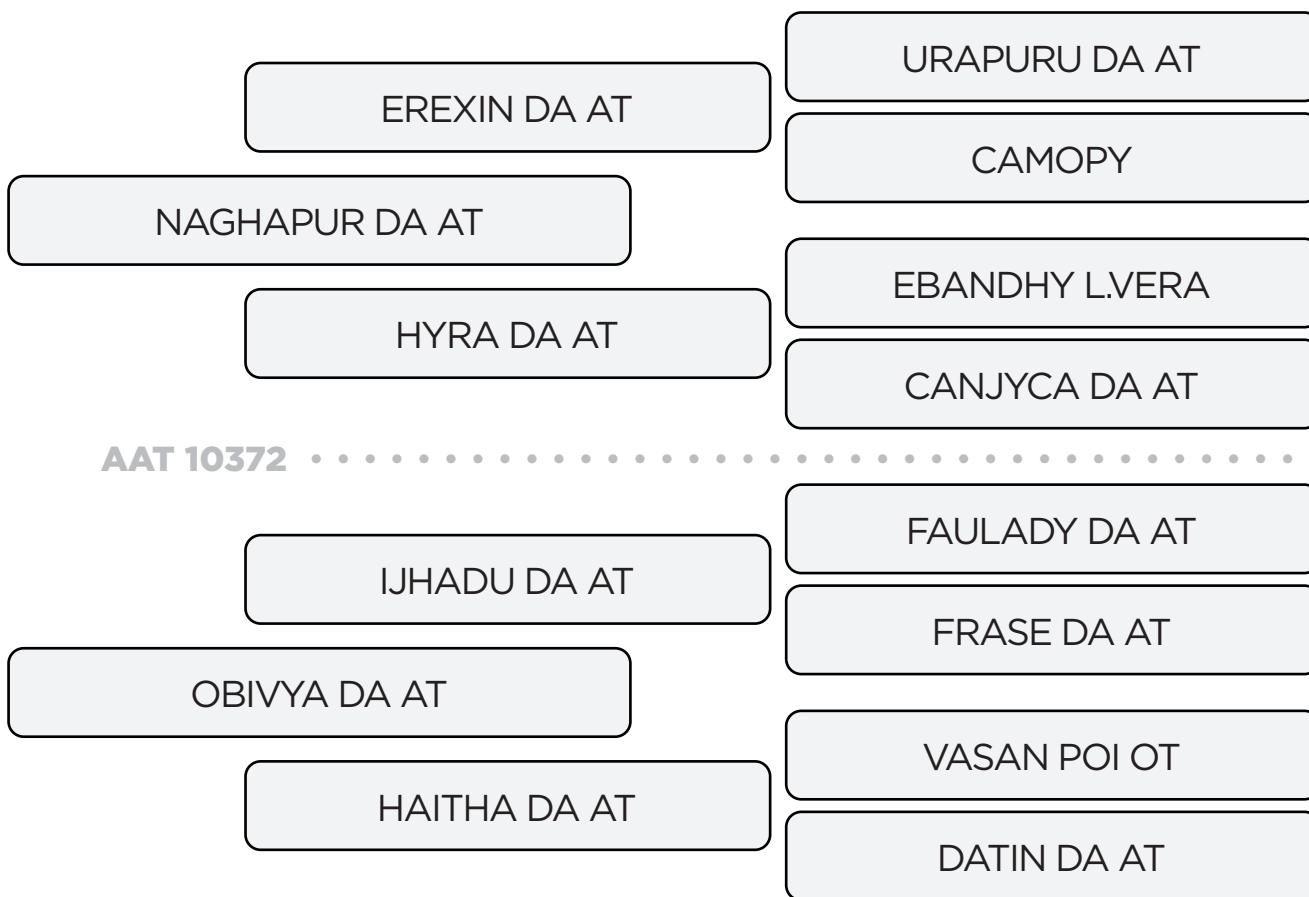 URAPURU DA AT
EREXIN DA AT
CAMOPY
NAGHAPUR DA AT
EBANDHY L.VERA
HYRA DA AT
CANJYCA DA AT
AAT 10372
FAULADY DA AT
IJHADU DA AT
FRASE DA AT
OBIVYA DA AT
VASAN POI OT
HAITHA DA AT
DATIN DA AT